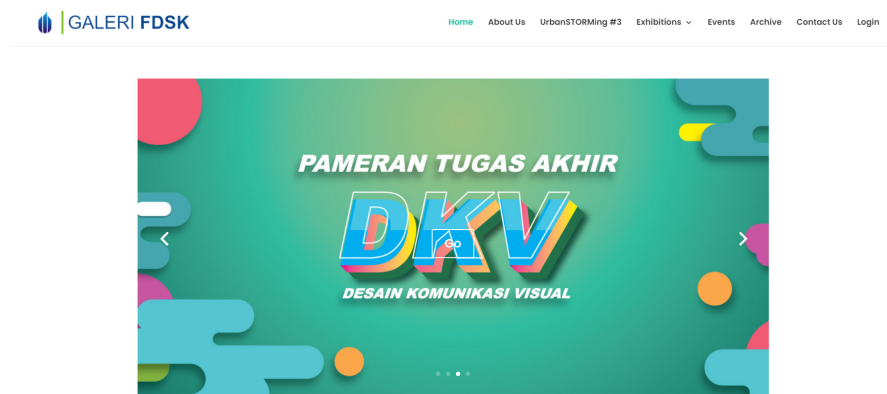 GALERI FDSK
Home About Us UrbanSTORMing #3 Exhibitions Events Archive Contact Us Login
PAMERAN TUGAS AKHIR
DKV
Go
DESAIN KOMUNIKASI VISUAL